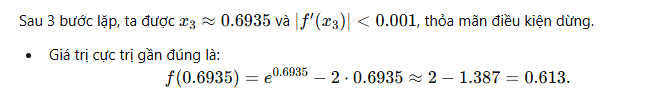 Sau 3 bước lặp, ta được x₃ ≈ 0.6935 và |f′(x₃)| < 0.001, thỏa mãn điều kiện dừng.
• Giá trị cực trị gần đúng là:
f(0.6935) = e^{0.6935} − 2 · 0.6935 ≈ 2 − 1.387 = 0.613.